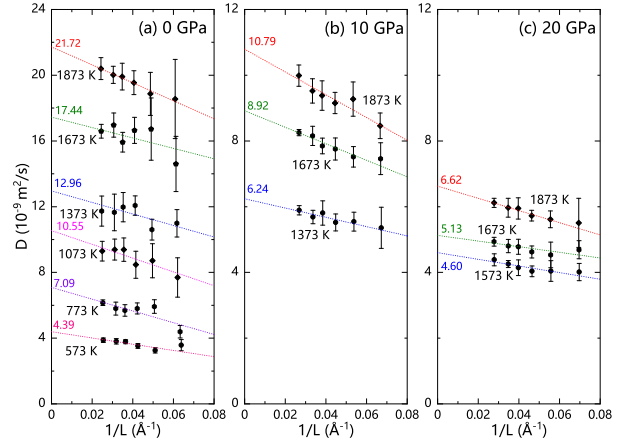 (a) 0 GPa
(b) 10 GPa
(c) 20 GPa
D (10⁻⁹ m²/s)
24
20
16
12
8
4
0
21.72
1873 K
17.44
1673 K
12.96
1373 K
10.55
1073 K
7.09
773 K
4.39
573 K
0.00 0.02 0.04 0.06 0.08
1/L (Å⁻¹)
12
8
4
0
10.79
1873 K
8.92
1673 K
6.24
1373 K
0.00 0.02 0.04 0.06 0.08
1/L (Å⁻¹)
12
8
4
0
6.62
1873 K
5.13
1673 K
4.60
1573 K
0.00 0.02 0.04 0.06 0.08
1/L (Å⁻¹)